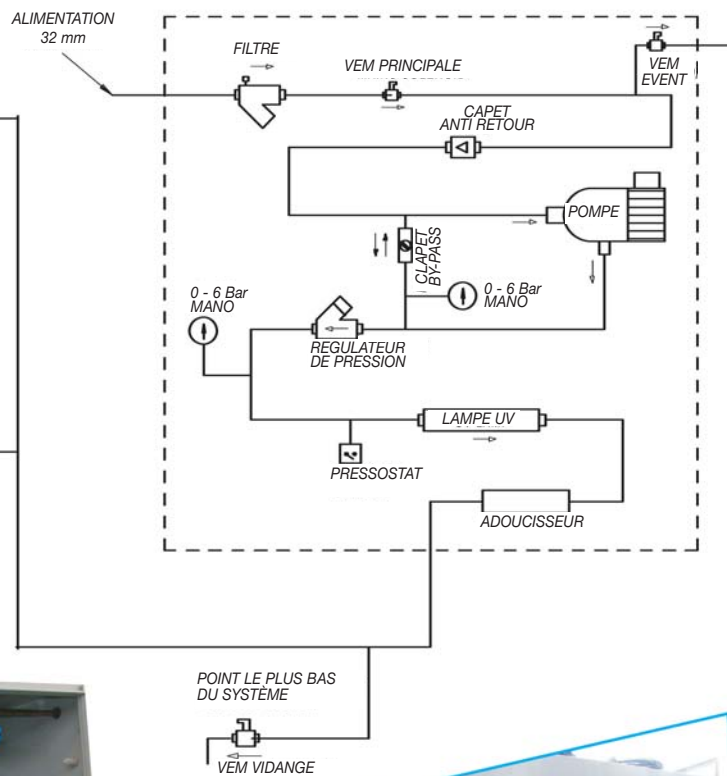 ALIMENTATION
32 mm
FILTRE
VEM PRINCIPALE
VEM
EVENT
CAPET
ANTI RETOUR
POMPE
CLAPET
BY-PASS
0 - 6 Bar
MANO
0 - 6 Bar
MANO
REGULATEUR
DE PRESSION
LAMPE UV
PRESSOSTAT
ADOUCISSEUR
POINT LE PLUS BAS
DU SYSTÈME
VEM VIDANGE